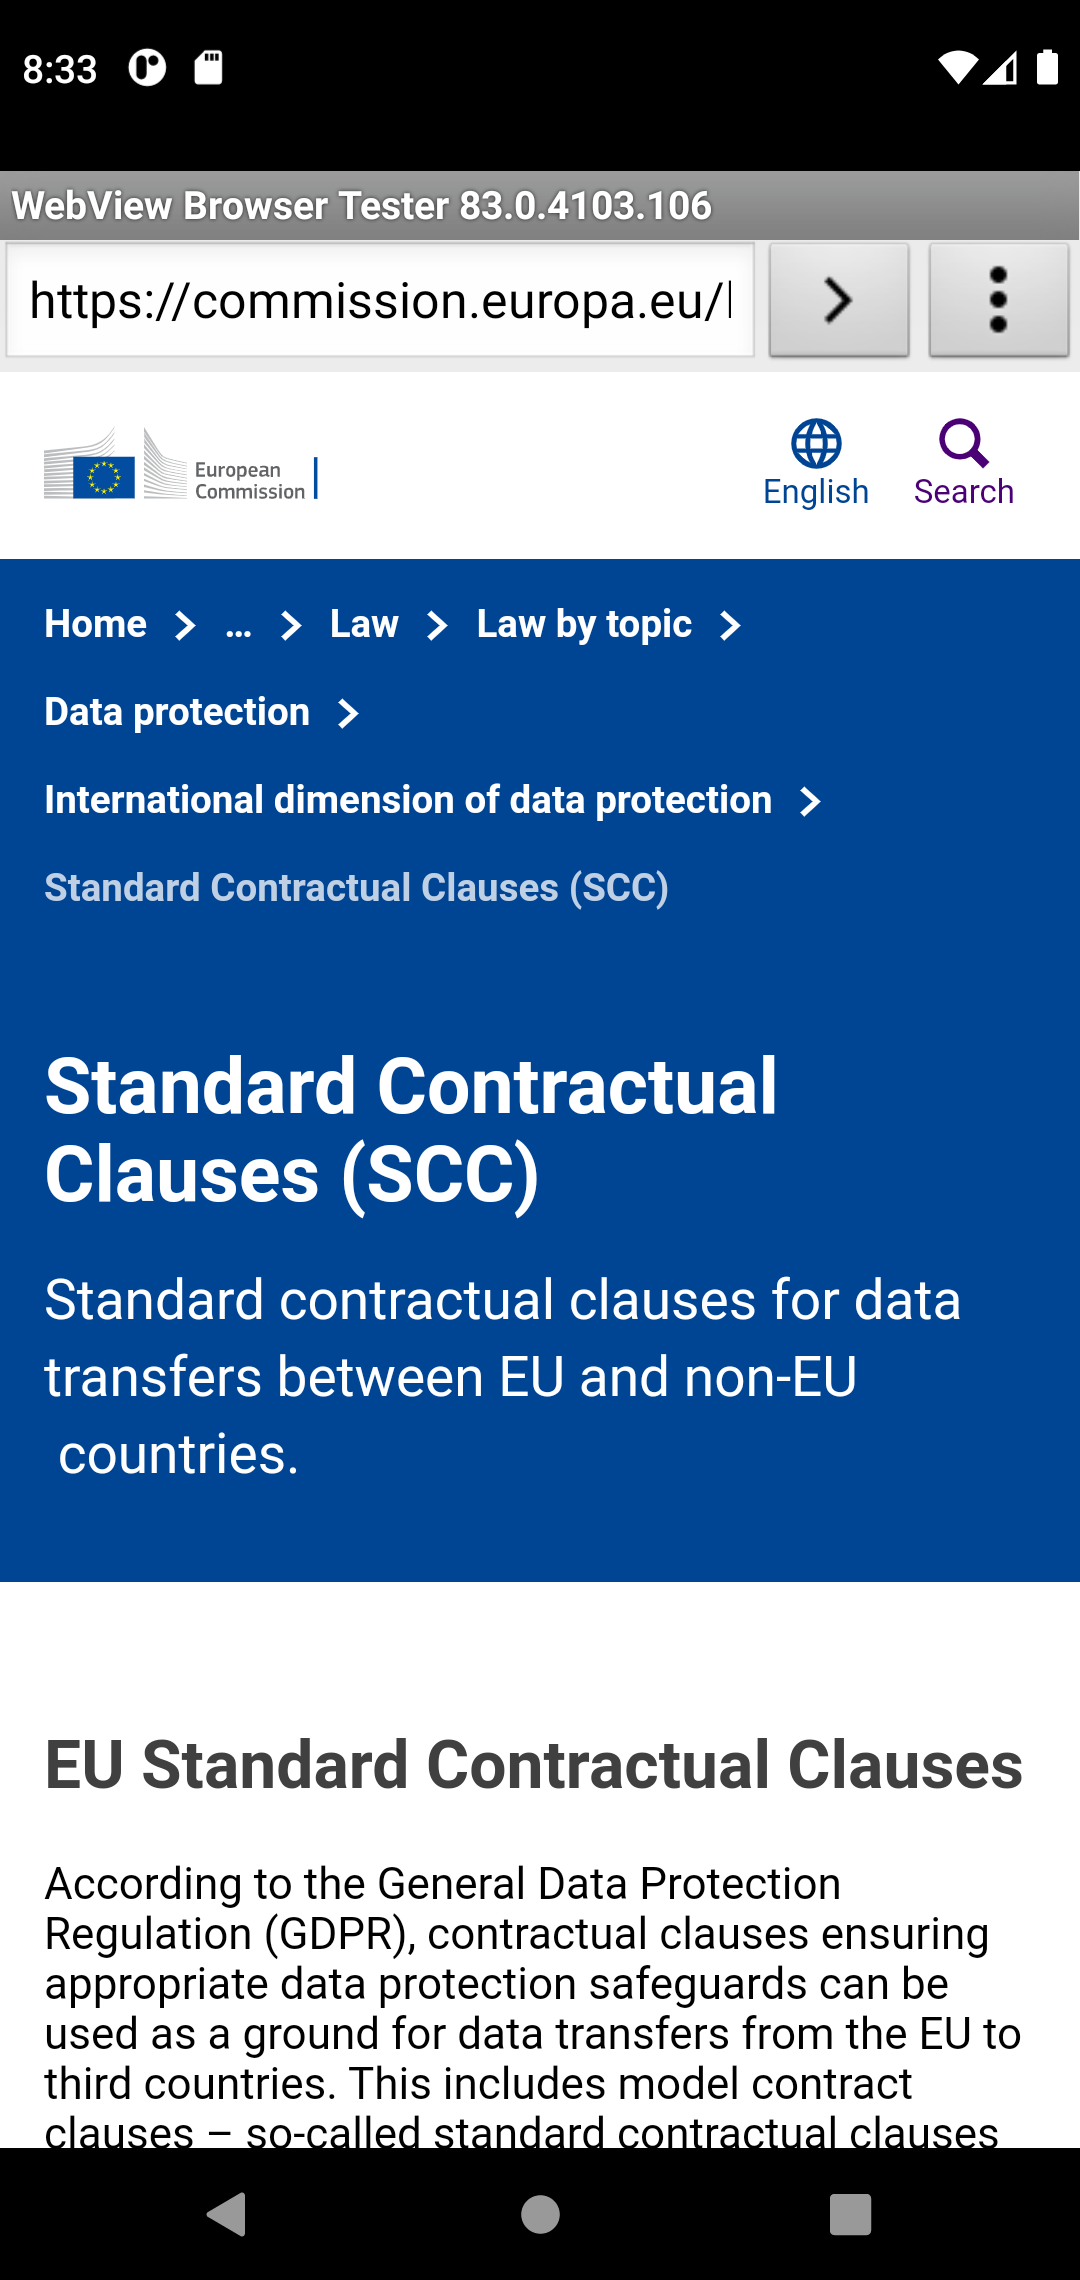 8:33
WebView Browser Tester 83.0.4103.106
https://commission.europa.eu/
European
Commission
English
Search
Home
...
Law
Law by topic
Data protection
International dimension of data protection
Standard Contractual Clauses (SCC)
Standard Contractual
Clauses (SCC)
Standard contractual clauses for data
transfers between EU and non-EU
countries.
EU Standard Contractual Clauses
According to the General Data Protection
Regulation (GDPR), contractual clauses ensuring
appropriate data protection safeguards can be
used as a ground for data transfers from the EU to
third countries. This includes model contract
clauses – so-called standard contractual clauses